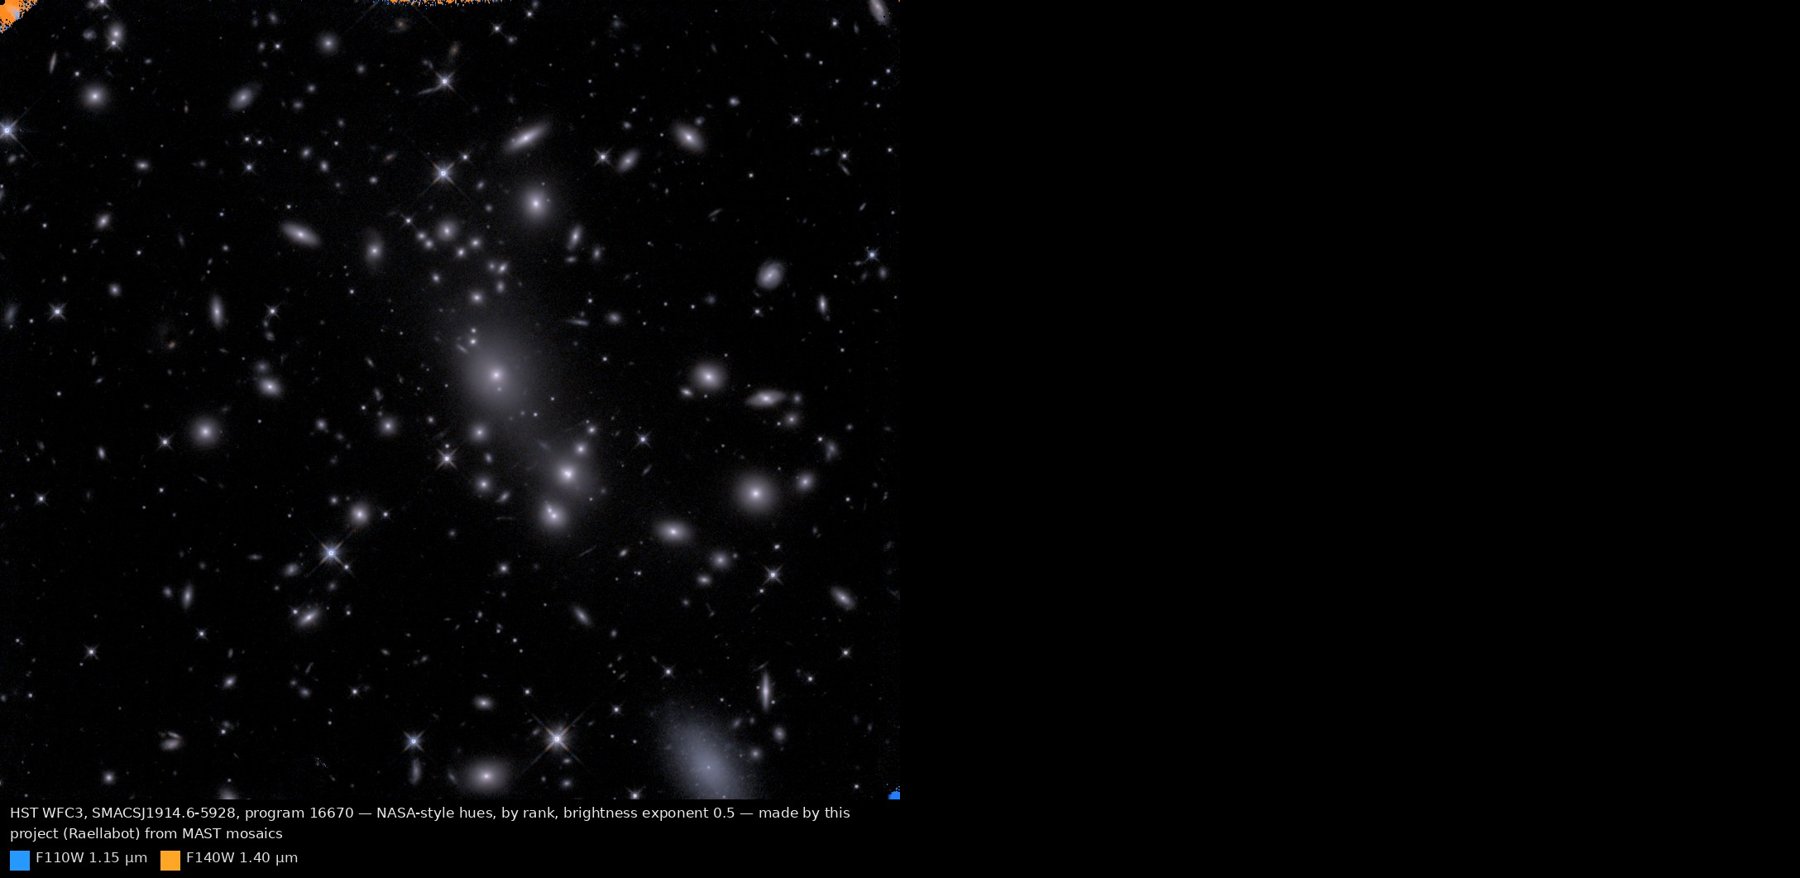 HST WFC3, SMACSJ1914.6-5928, program 16670 — NASA-style hues, by rank, brightness exponent 0.5 — made by this
project (Raellabot) from MAST mosaics
F110W 1.15 µm F140W 1.40 µm